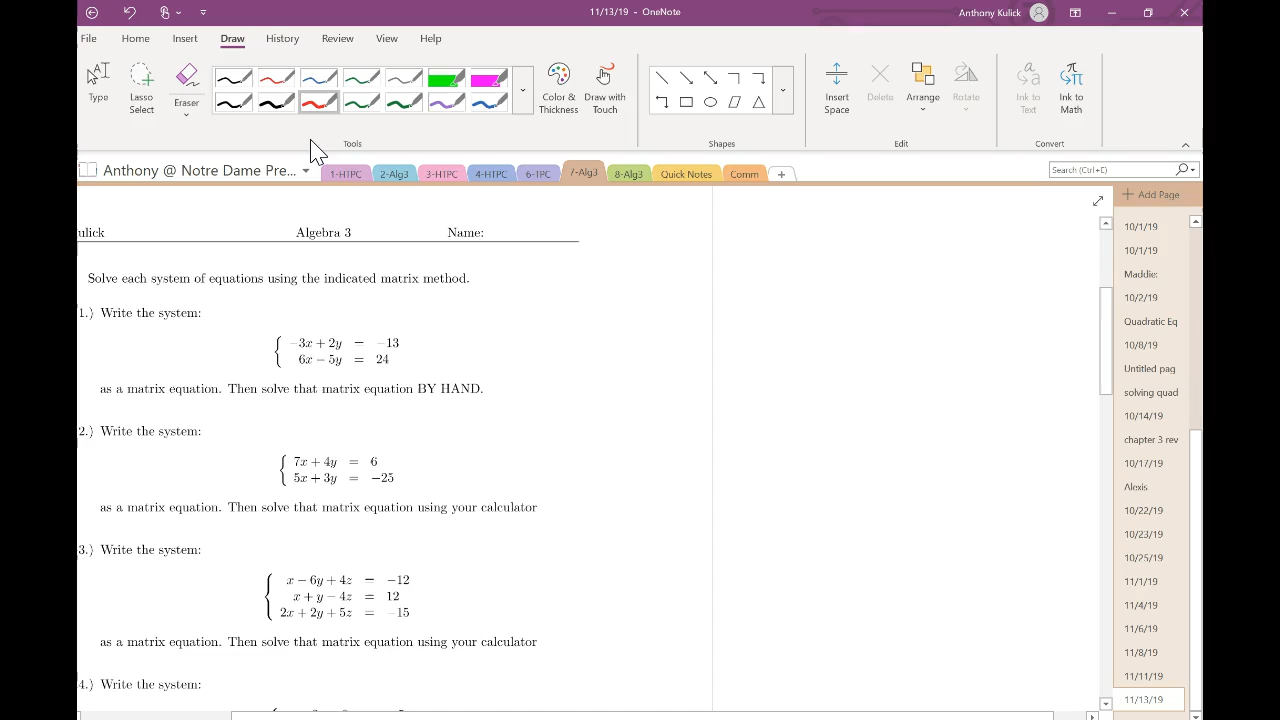 11/13/19 - OneNote
Anthony Kulick
File Home Insert Draw History Review View Help
Type
Lasso Select
Eraser
Color & Thickness
Draw with Touch
Insert Space
Delete
Arrange
Rotate
Ink to Text
Ink to Math
Tools
Shapes
Edit
Convert
Anthony @ Notre Dame Pre...
1-HTPC 2-Alg3 3-HTPC 4-HTPC 6-TPC 7-Alg3 8-Alg3 Quick Notes Comm +
Search (Ctrl+E)
+ Add Page
ulick Algebra 3 Name:
Solve each system of equations using the indicated matrix method.
1.) Write the system:
−3x + 2y = −13
6x − 5y = 24
as a matrix equation. Then solve that matrix equation BY HAND.
2.) Write the system:
7x + 4y = 6
5x + 3y = −25
as a matrix equation. Then solve that matrix equation using your calculator
3.) Write the system:
x − 6y + 4z = −12
x + y − 4z = 12
2x + 2y + 5z = −15
as a matrix equation. Then solve that matrix equation using your calculator
4.) Write the system:
10/1/19
10/1/19
Maddie:
10/2/19
Quadratic Eq
10/8/19
Untitled pag
solving quad
10/14/19
chapter 3 rev
10/17/19
Alexis
10/22/19
10/23/19
10/25/19
11/1/19
11/4/19
11/6/19
11/8/19
11/11/19
11/13/19